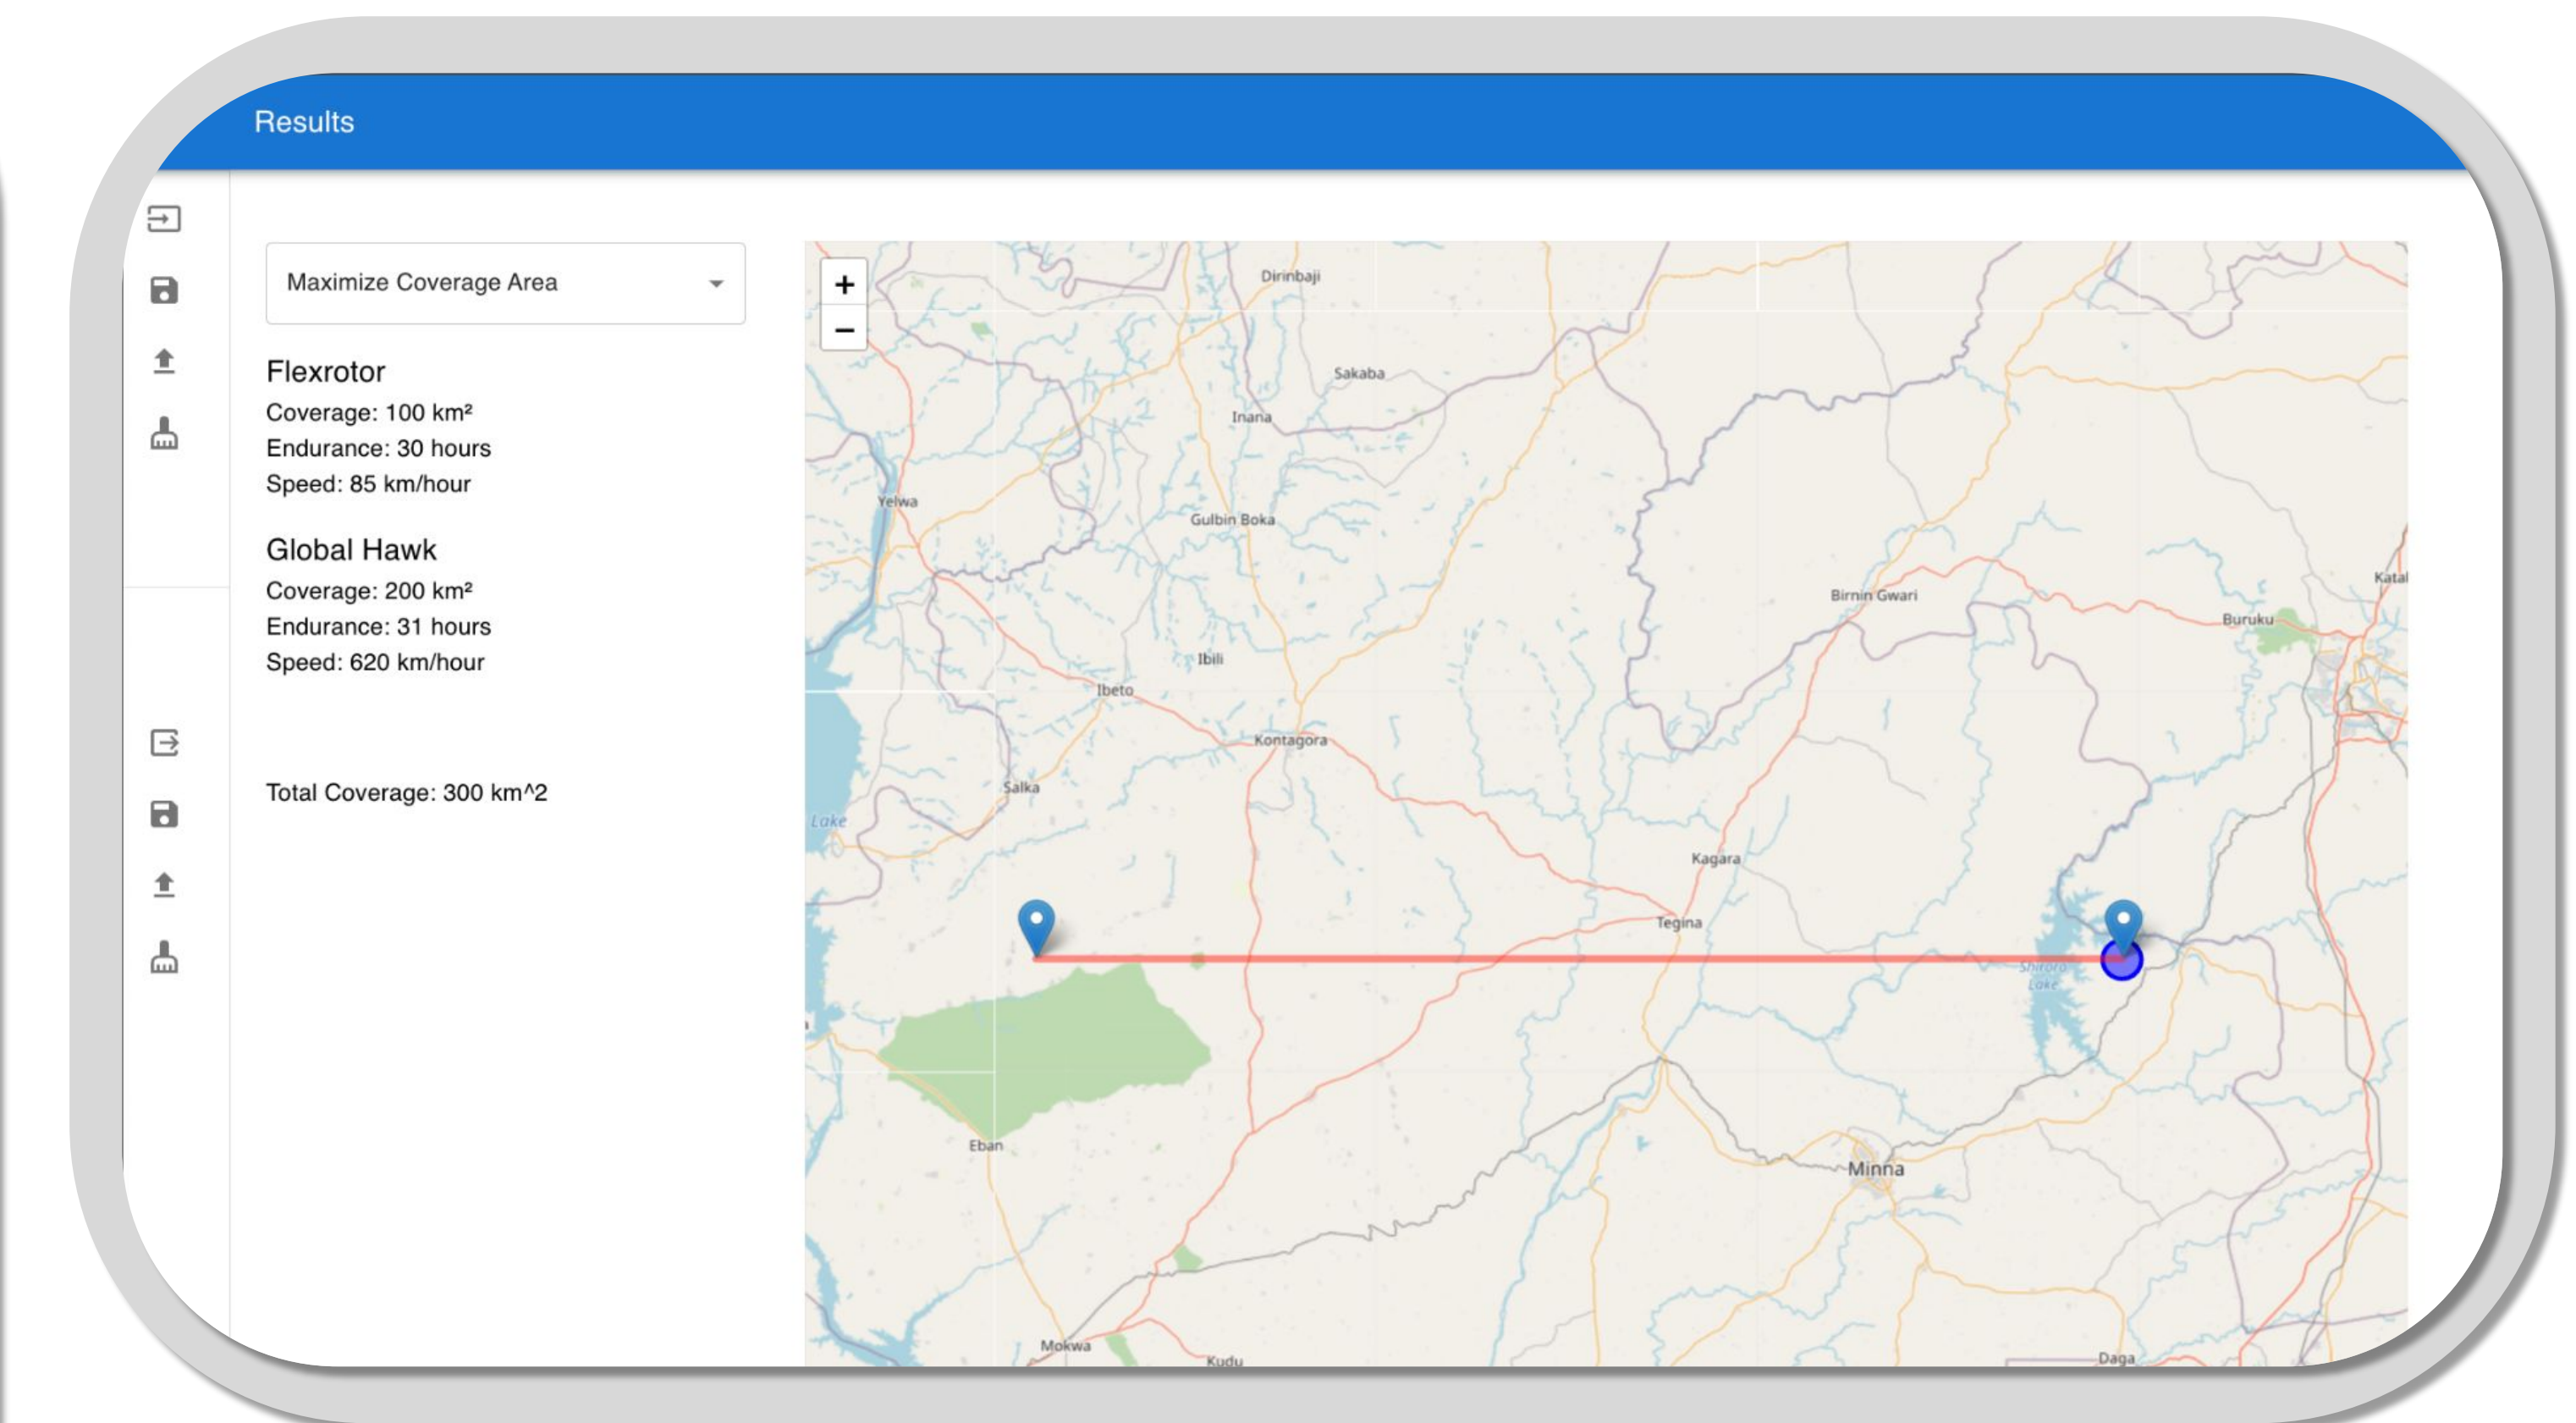 Results
Maximize Coverage Area
Flexrotor
Coverage: 100 km²
Endurance: 30 hours
Speed: 85 km/hour
Global Hawk
Coverage: 200 km²
Endurance: 31 hours
Speed: 620 km/hour
Total Coverage: 300 km^2
+
−
Dirinbaji
Sakaba
Inana
Yelwa
Gulbin Boka
Birnin Gwari
Katal
Buruku
Ibili
Ibeto
Kontagora
Salka
Lake
Kagara
Tegina
Shiroro
Lake
Eban
Minna
Mokwa
Kudu
Daga